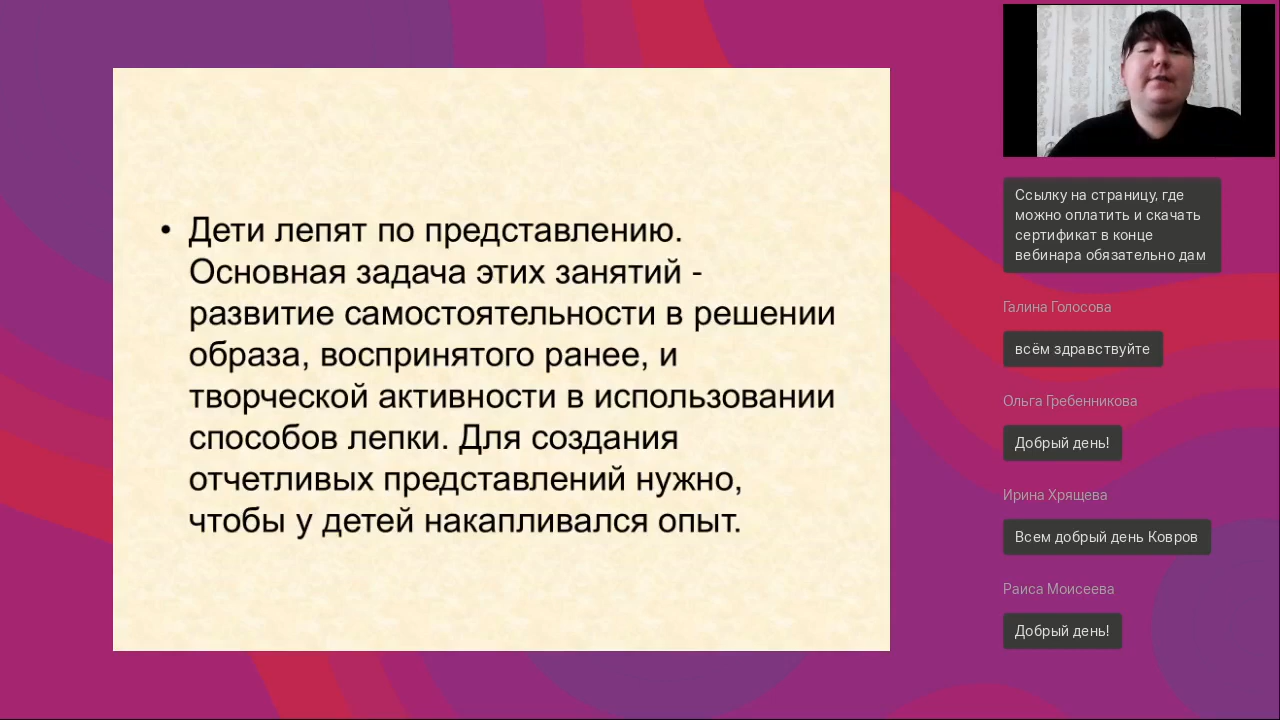 • Дети лепят по представлению.
Основная задача этих занятий -
развитие самостоятельности в решении
образа, воспринятого ранее, и
творческой активности в использовании
способов лепки. Для создания
отчетливых представлений нужно,
чтобы у детей накапливался опыт.
Ссылку на страницу, где
можно оплатить и скачать
сертификат в конце
вебинара обязательно дам
Галина Голосова
всём здравствуйте
Ольга Гребенникова
Добрый день!
Ирина Хрящева
Всем добрый день Ковров
Раиса Моисеева
Добрый день!